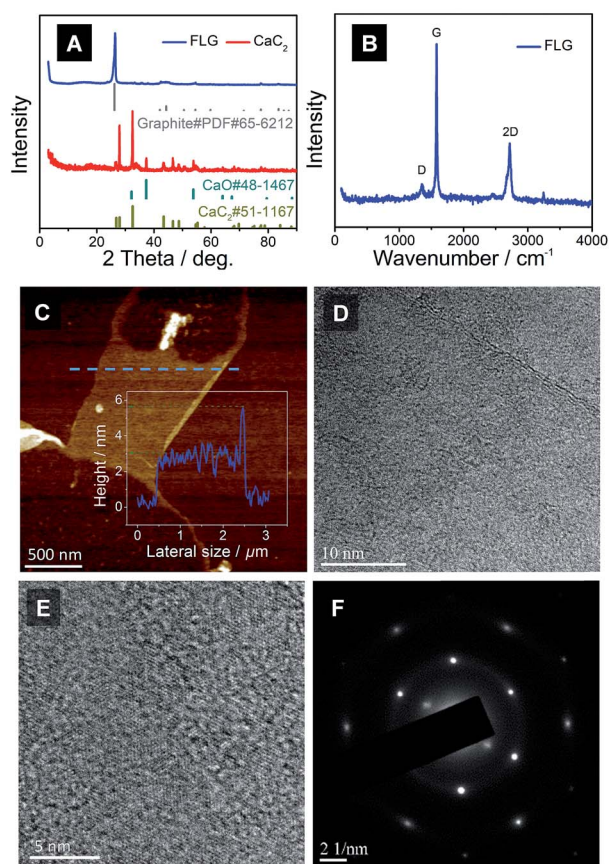 A
FLG
CaC₂
Intensity
Graphite#PDF#65-6212
CaO#48-1467
CaC₂#51-1167
0 20 40 60 80
2 Theta / deg.
B
FLG
G
D
2D
Intensity
0 1000 2000 3000 4000
Wavenumber / cm⁻¹
C
Height / nm
6
4
2
0
0 1 2 3
Lateral size / μm
500 nm
D
10 nm
E
5 nm
F
2 1/nm